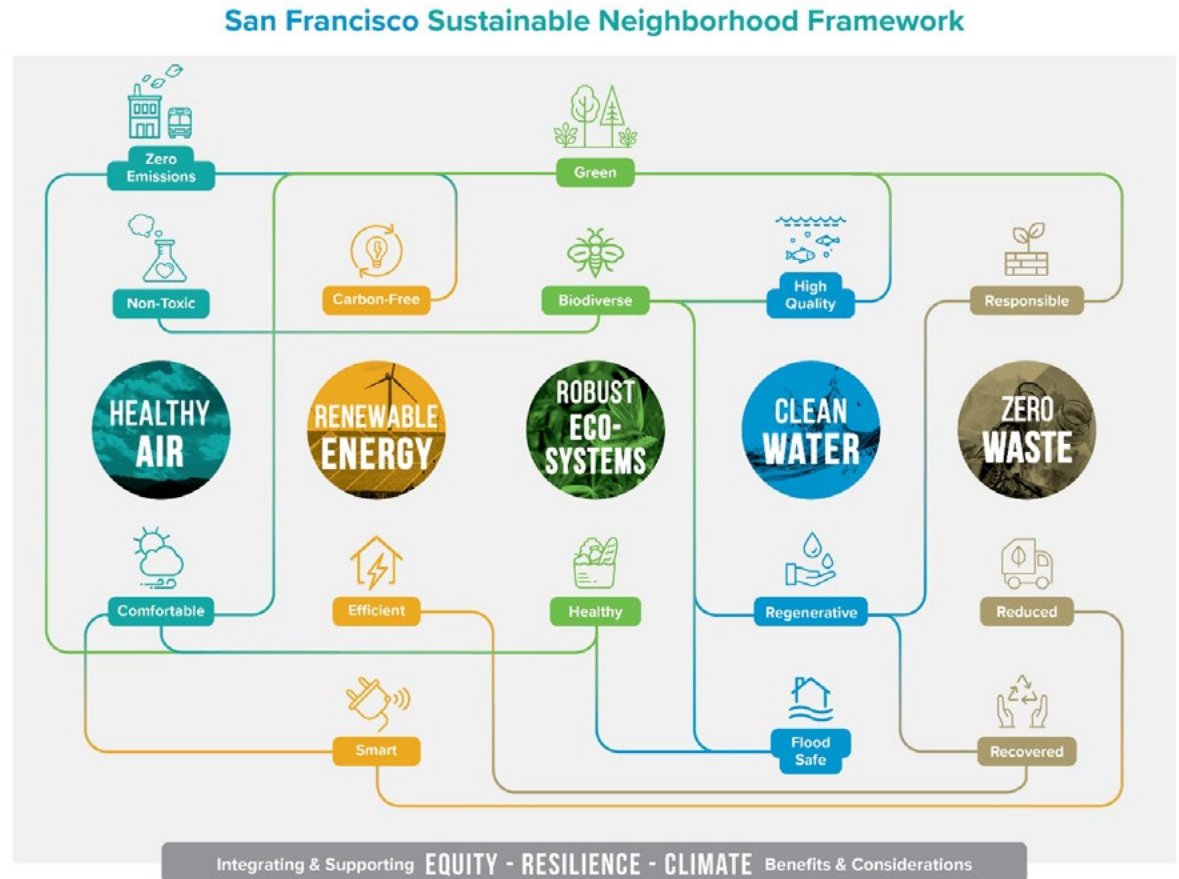 San Francisco Sustainable Neighborhood Framework
Zero
Emissions
Green
Non-Toxic
Carbon-Free
Biodiverse
High
Quality
Responsible
HEALTHY
AIR
RENEWABLE
ENERGY
ROBUST
ECO-
SYSTEMS
CLEAN
WATER
ZERO
WASTE
Comfortable
Efficient
Healthy
Regenerative
Reduced
Smart
Flood
Safe
Recovered
Integrating & Supporting EQUITY - RESILIENCE - CLIMATE Benefits & Considerations